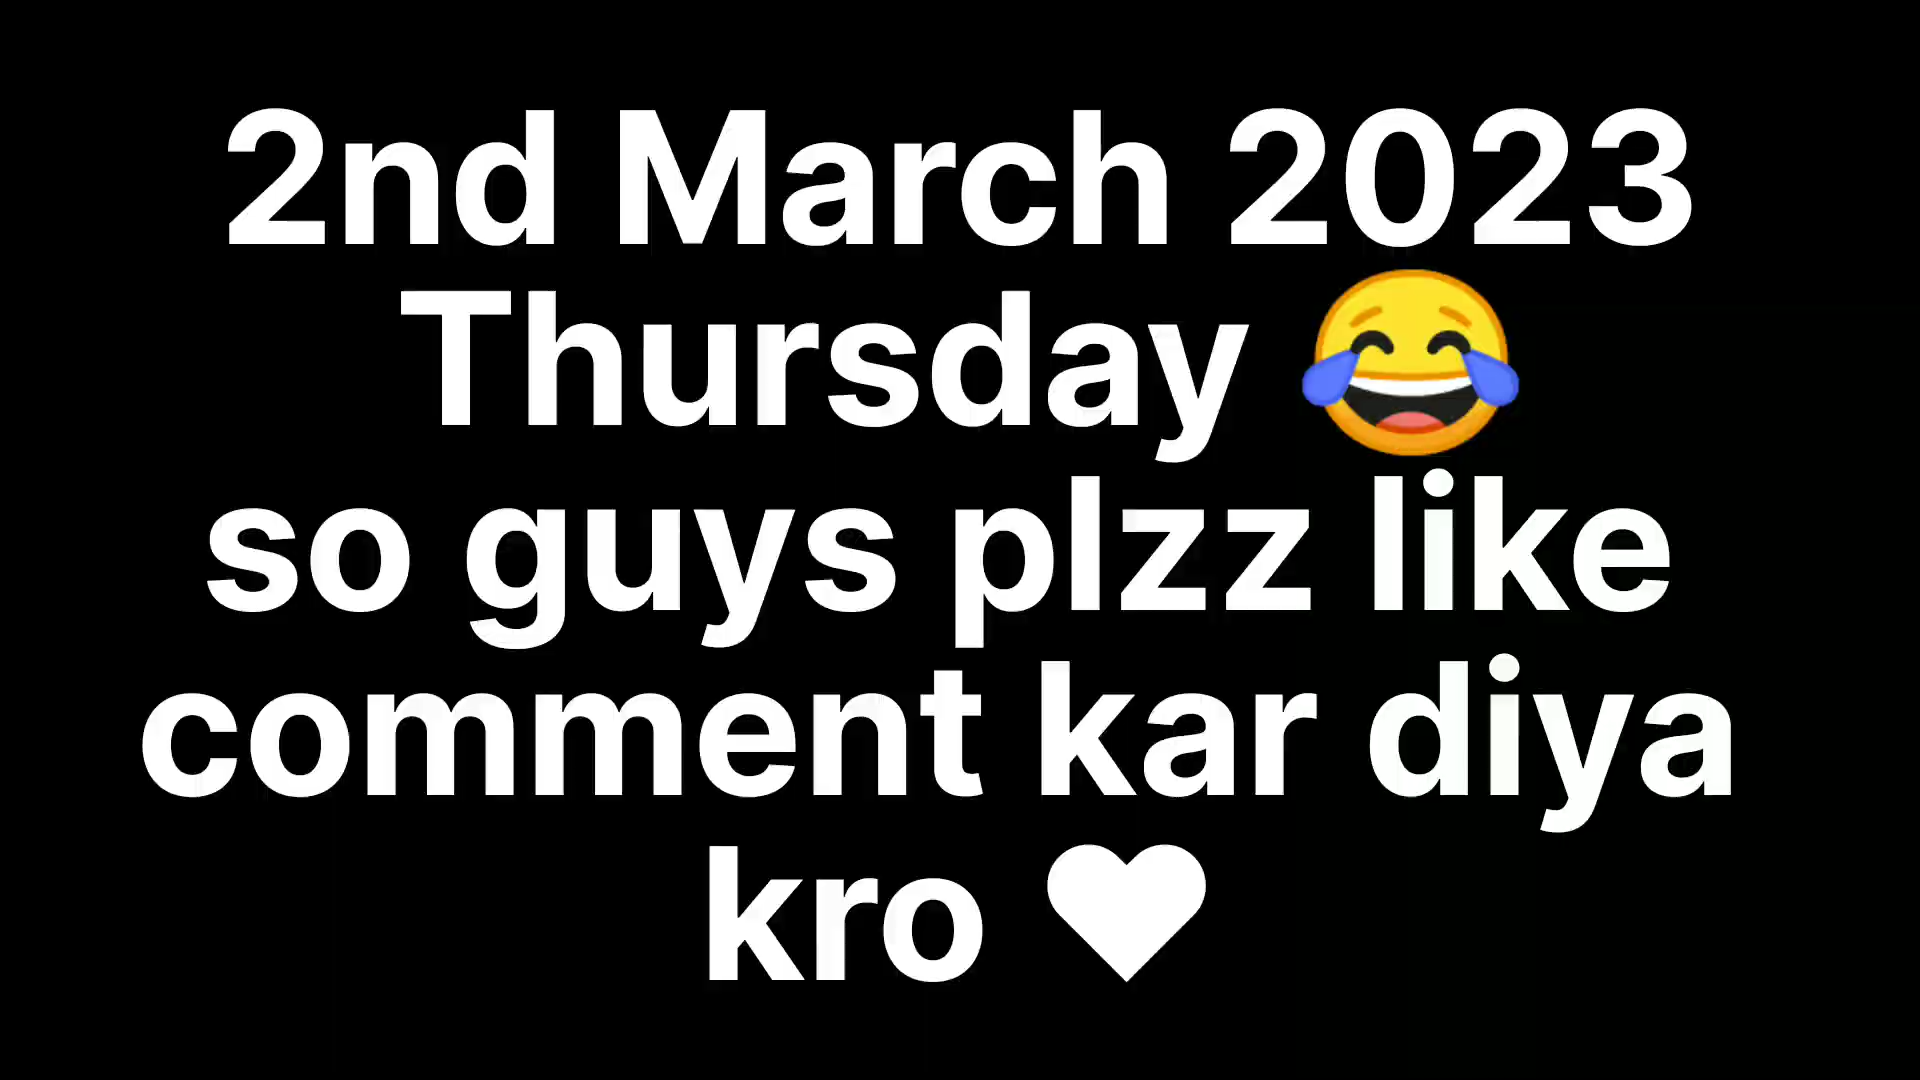 2nd March 2023
Thursday 😂
so guys plzz like
comment kar diya
kro ♥